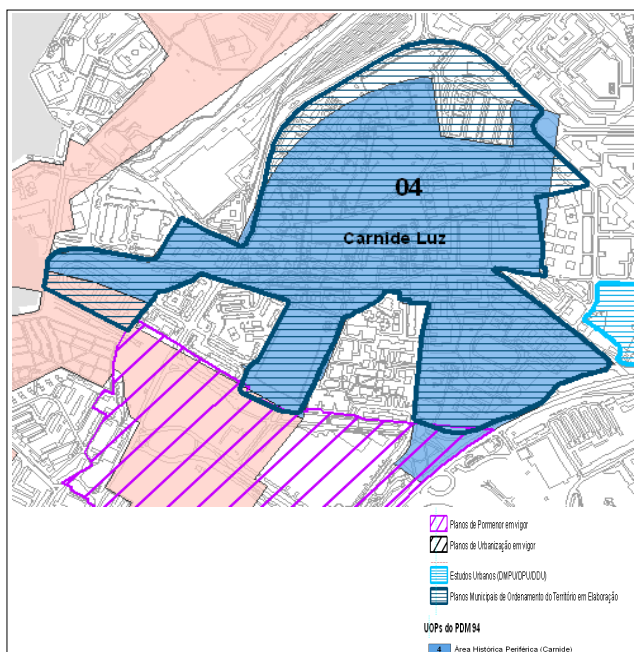 04
Carnide Luz
Planos de Pormenor em vigor
Planos de Urbanização em vigor
Estudos Urbanos (DMPU/DPU/DDU)
Planos Municipais de Ordenamento do Território em Elaboração
UOPs do PDM 94
4 Área Histórica Periférica (Carnide)